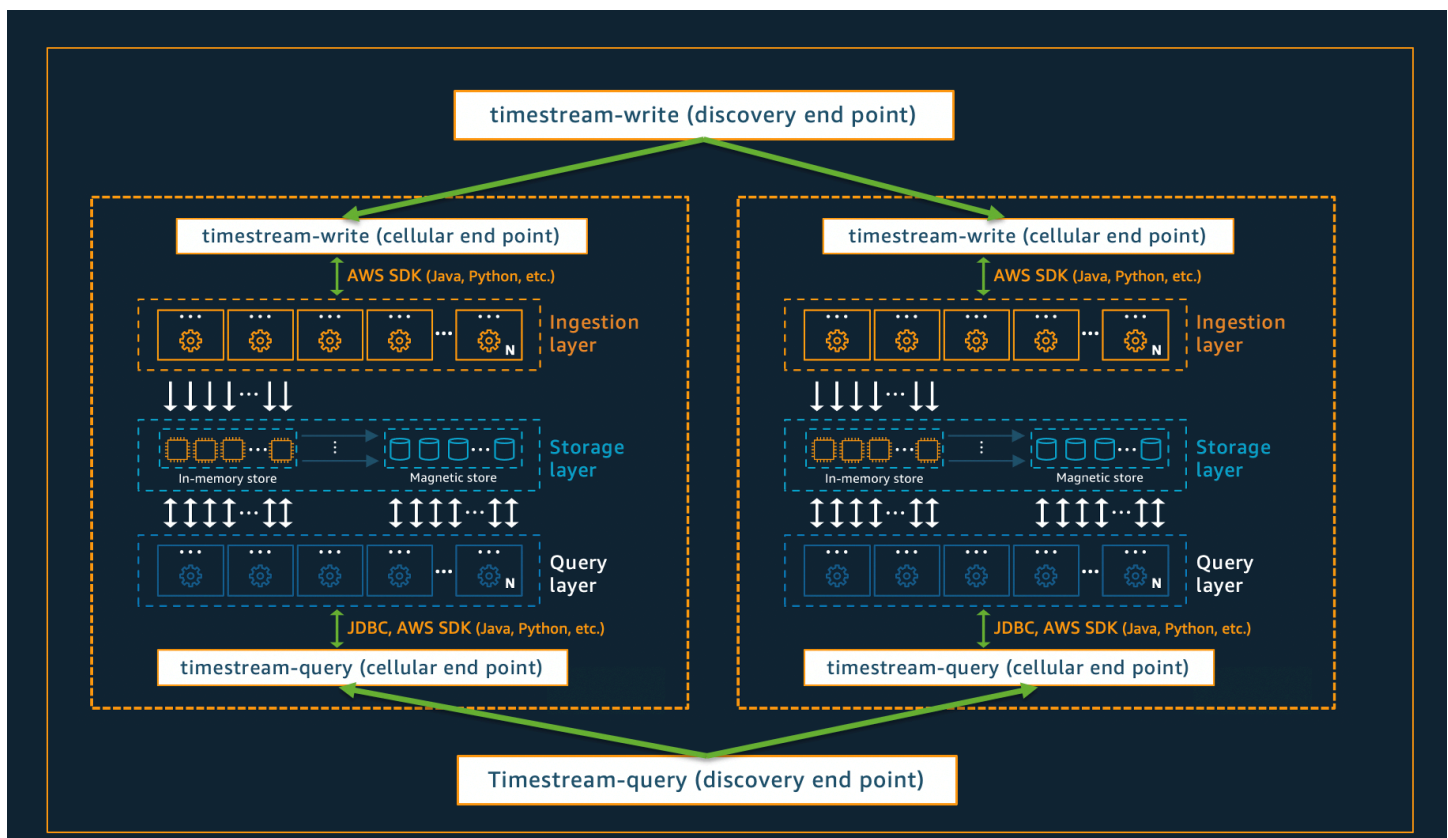 timestream-write (discovery end point)
timestream-write (cellular end point)
AWS SDK (Java, Python, etc.)
... ... ... ... ... ...
N
Ingestion
layer
...
... ... ...
Storage
layer
In-memory store
Magnetic store
... ...
... ... ... ... ... ...
N
Query
layer
JDBC, AWS SDK (Java, Python, etc.)
timestream-query (cellular end point)
timestream-write (cellular end point)
AWS SDK (Java, Python, etc.)
... ... ... ... ... ...
N
Ingestion
layer
...
... ... ...
Storage
layer
In-memory store
Magnetic store
... ...
... ... ... ... ... ...
N
Query
layer
JDBC, AWS SDK (Java, Python, etc.)
timestream-query (cellular end point)
Timestream-query (discovery end point)